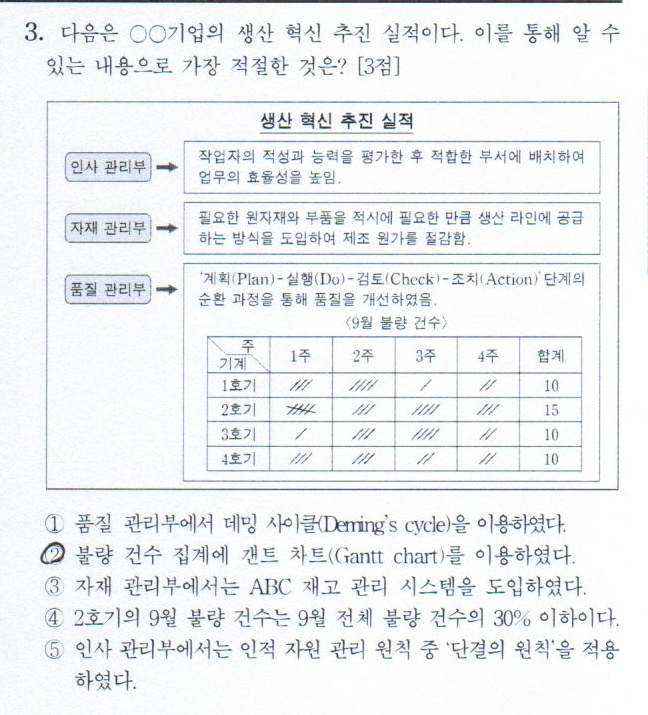 3. 다음은 ○○기업의 생산 혁신 추진 실적이다. 이를 통해 알 수
있는 내용으로 가장 적절한 것은? [3점]
생산 혁신 추진 실적
인사 관리부
작업자의 적성과 능력을 평가한 후 적합한 부서에 배치하여
업무의 효율성을 높임.
자재 관리부
필요한 원자재와 부품을 적시에 필요한 만큼 생산 라인에 공급
하는 방식을 도입하여 제조 원가를 절감함.
품질 관리부
'계획(Plan)-실행(Do)-검토(Check)-조치(Action)'단계의
순환 과정을 통해 품질을 개선하였음.
〈9월 불량 건수〉
주
기계 1주 2주 3주 4주 합계
1호기 /// //// / // 10
2호기 //// /// //// /// 15
3호기 / /// //// // 10
4호기 /// /// // // 10
① 품질 관리부에서 데밍 사이클(Deming's cycle)을 이용하였다.
② 불량 건수 집계에 갠트 차트(Gantt chart)를 이용하였다.
③ 자재 관리부에서는 ABC 재고 관리 시스템을 도입하였다.
④ 2호기의 9월 불량 건수는 9월 전체 불량 건수의 30% 이하이다.
⑤ 인사 관리부에서는 인적 자원 관리 원칙 중 '단결의 원칙'을 적용
하였다.